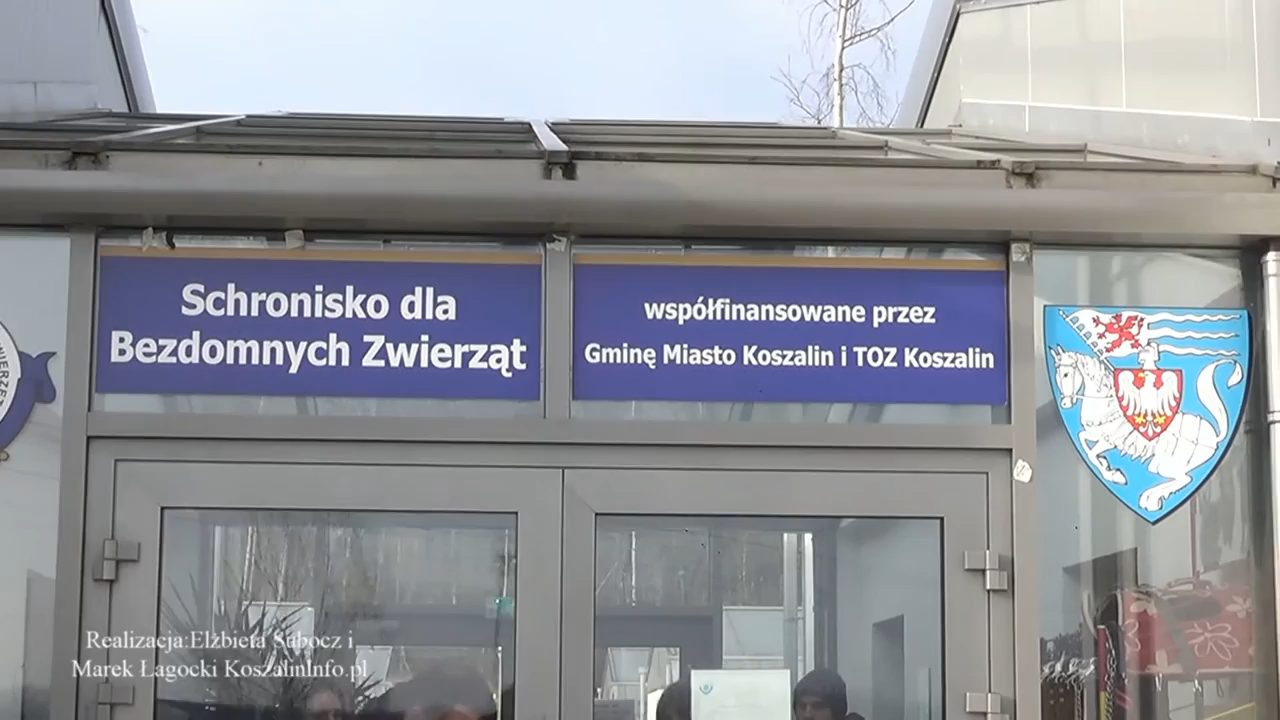 Schronisko dla
Bezdomnych Zwierząt
współfinansowane przez
Gminę Miasto Koszalin i TOZ Koszalin
Realizacja:Elżbieta Sabocz i
Marek Łagocki KoszalinInfo.pl